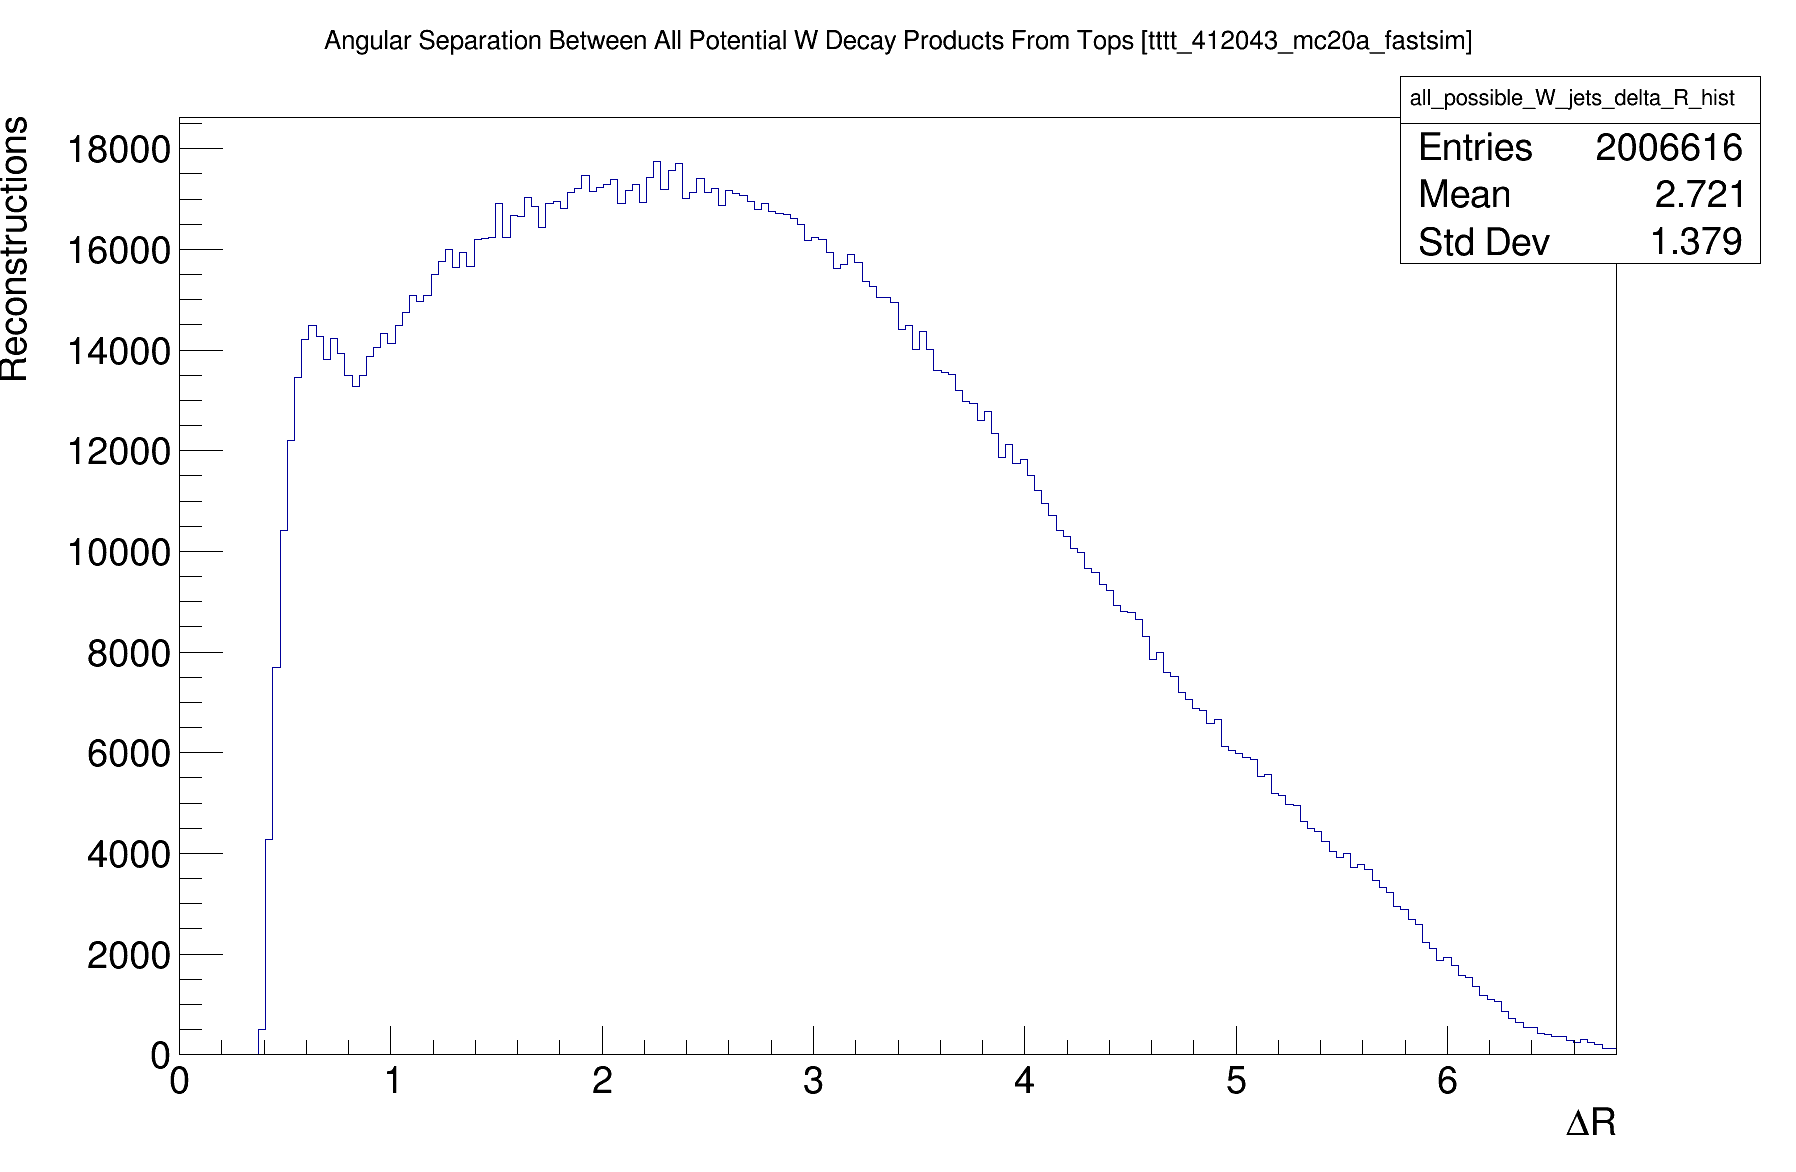 Angular Separation Between All Potential W Decay Products From Tops [tttt_412043_mc20a_fastsim]
all_possible_W_jets_delta_R_hist
Entries 2006616
Mean 2.721
Std Dev 1.379
Reconstructions
18000
16000
14000
12000
10000
8000
6000
4000
2000
0
0 1 2 3 4 5 6
ΔR